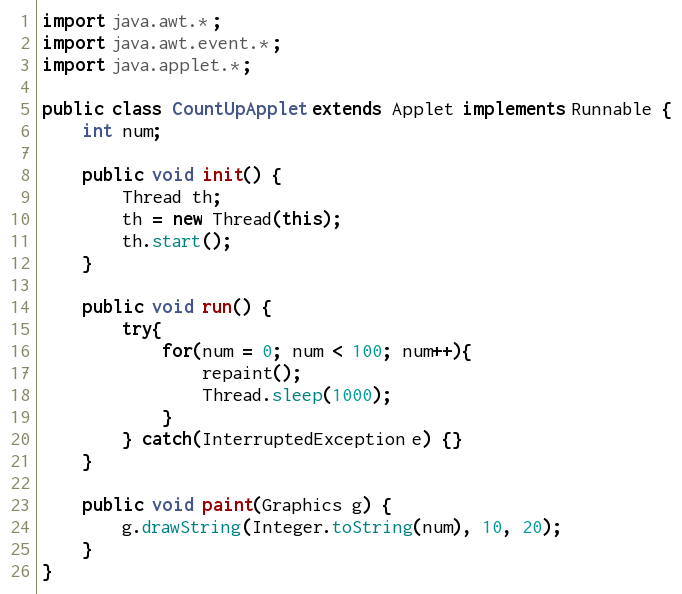 1 import java.awt.*;
2 import java.awt.event.*;
3 import java.applet.*;
4
5 public class CountUpApplet extends Applet implements Runnable {
6     int num;
7
8     public void init() {
9         Thread th;
10         th = new Thread(this);
11         th.start();
12     }
13
14     public void run() {
15         try{
16             for(num = 0; num < 100; num++){
17                 repaint();
18                 Thread.sleep(1000);
19             }
20         } catch(InterruptedException e) {}
21     }
22
23     public void paint(Graphics g) {
24         g.drawString(Integer.toString(num), 10, 20);
25     }
26 }